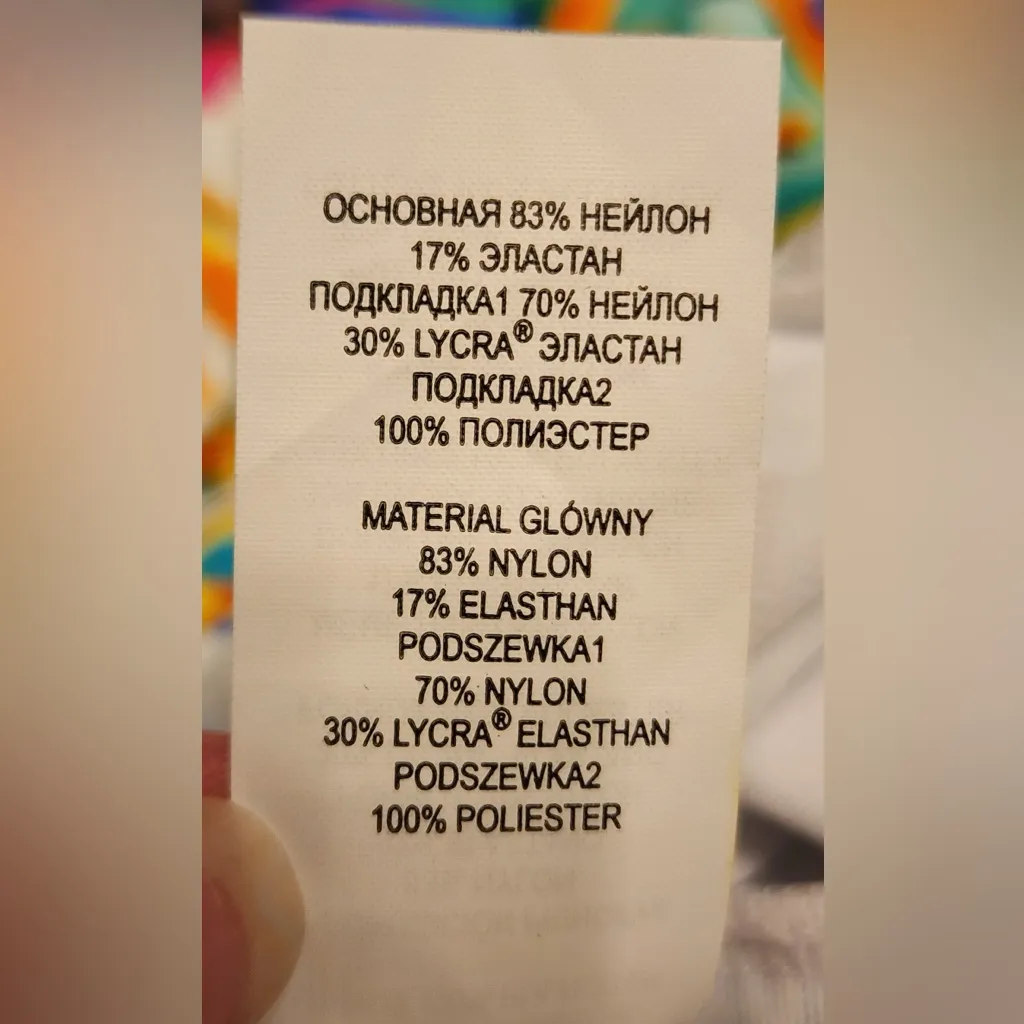 ОСНОВНАЯ 83% НЕЙЛОН
17% ЭЛАСТАН
ПОДКЛАДКА1 70% НЕЙЛОН
30% LYCRA® ЭЛАСТАН
ПОДКЛАДКА2
100% ПОЛИЭСТЕР
MATERIAL GLÓWNY
83% NYLON
17% ELASTHAN
PODSZEWKA1
70% NYLON
30% LYCRA® ELASTHAN
PODSZEWKA2
100% POLIESTER